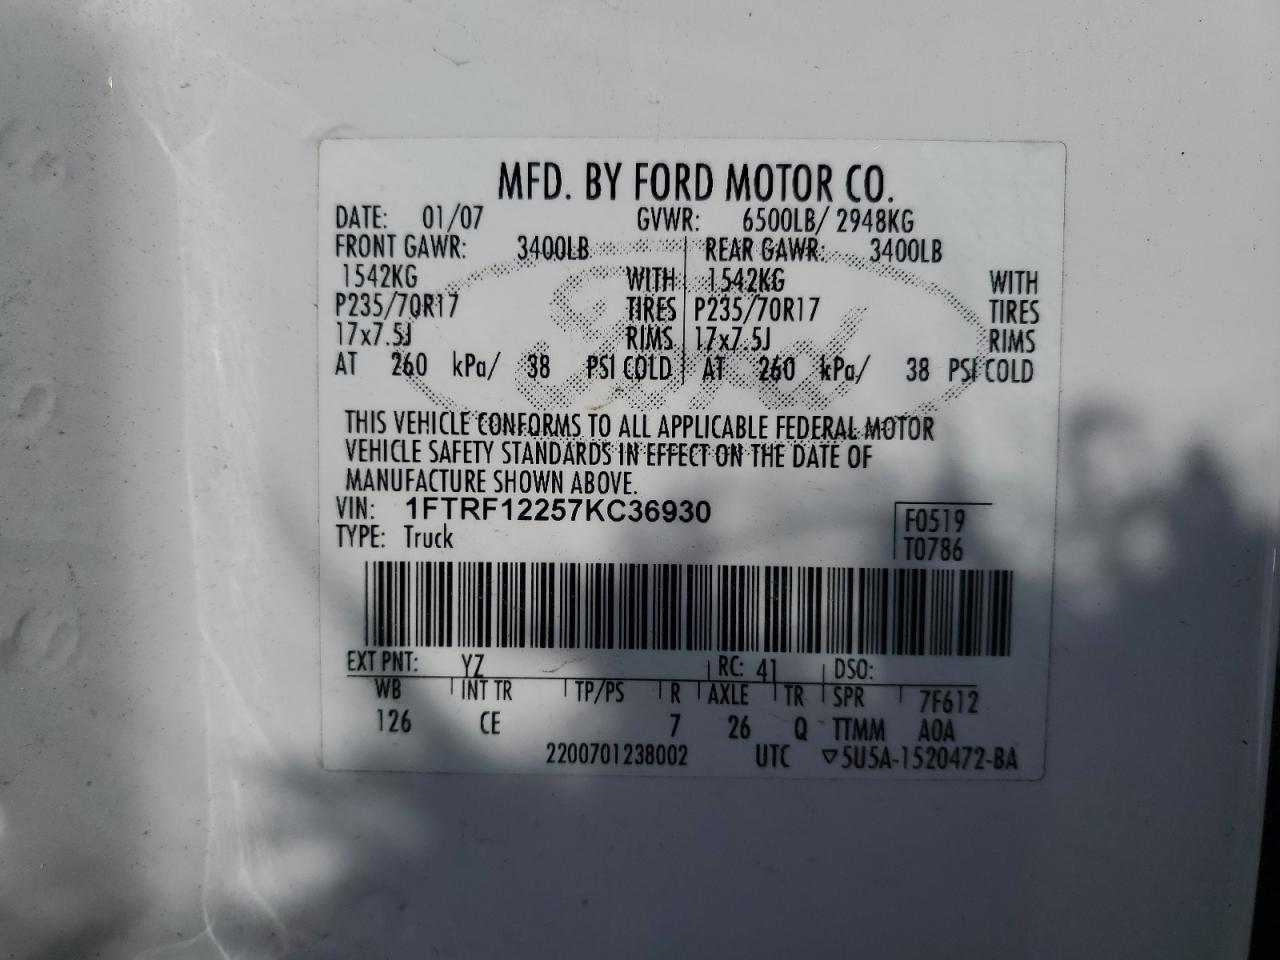 MFD. BY FORD MOTOR CO.
DATE: 01/07 GVWR: 6500LB/ 2948KG
FRONT GAWR: 3400LB REAR GAWR: 3400LB
1542KG WITH 1542KG WITH
P235/70R17 TIRES P235/70R17 TIRES
17x7.5J RIMS 17x7.5J RIMS
AT 260 kPa/ 38 PSI COLD AT 260 kPa/ 38 PSI COLD
Ford
THIS VEHICLE CONFORMS TO ALL APPLICABLE FEDERAL MOTOR
VEHICLE SAFETY STANDARDS IN EFFECT ON THE DATE OF
MANUFACTURE SHOWN ABOVE.
VIN: 1FTRF12257KC36930 F0519
TYPE: Truck T0786
EXT PNT: YZ RC: 41 DSO:
WB INT TR TP/PS R AXLE TR SPR 7F612
126 CE 7 26 Q TTMM A0A
2200701238002 UTC ▽5U5A-1520472-BA